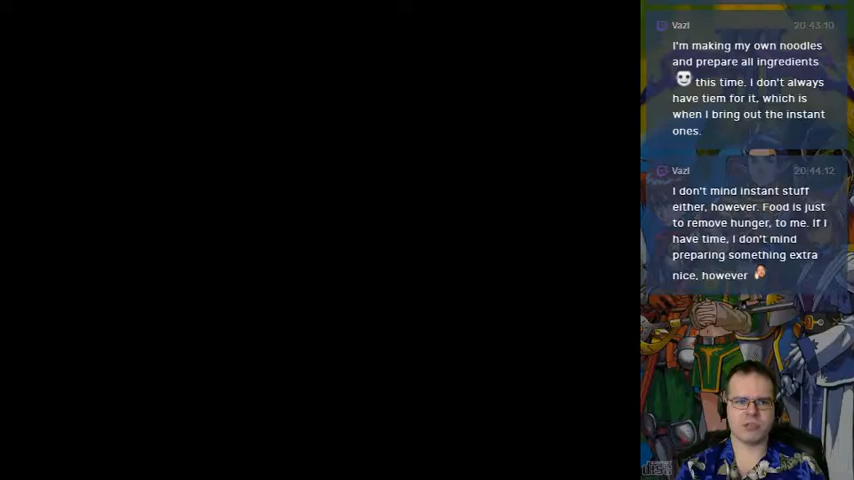 Vazl
20:43:10
I'm making my own noodles
and prepare all ingredients
this time. I don't always
have tiem for it, which is
when I bring out the instant
ones.
Vazl
20:44:12
I don't mind instant stuff
either, however. Food is just
to remove hunger, to me. If I
have time, I don't mind
preparing something extra
nice, however